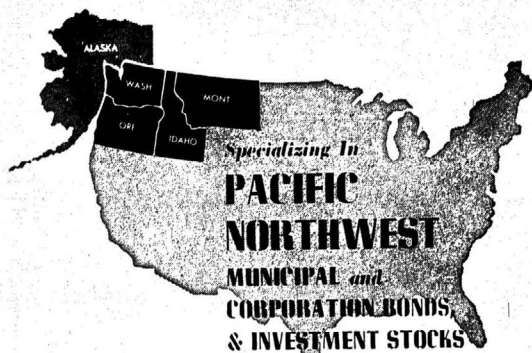 ALASKA
WASH
MONT
ORE
IDAHO
Specializing In
PACIFIC
NORTHWEST
MUNICIPAL and
CORPORATION BONDS,
& INVESTMENT STOCKS